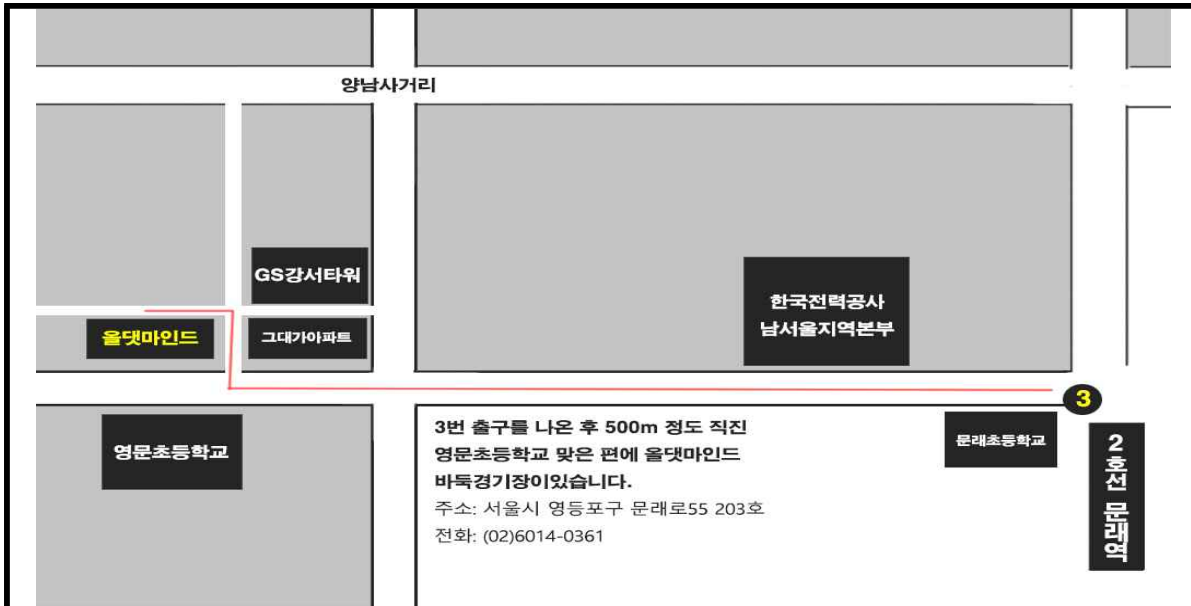 양남사거리
GS강서타워
올댓마인드
그대가아파트
한국전력공사
남서울지역본부
3
영문초등학교
3번 출구를 나온 후 500m 정도 직진
영문초등학교 맞은 편에 올댓마인드
바둑경기장이있습니다.
주소: 서울시 영등포구 문래로55 203호
전화: (02)6014-0361
문래초등학교
2호선 문래역